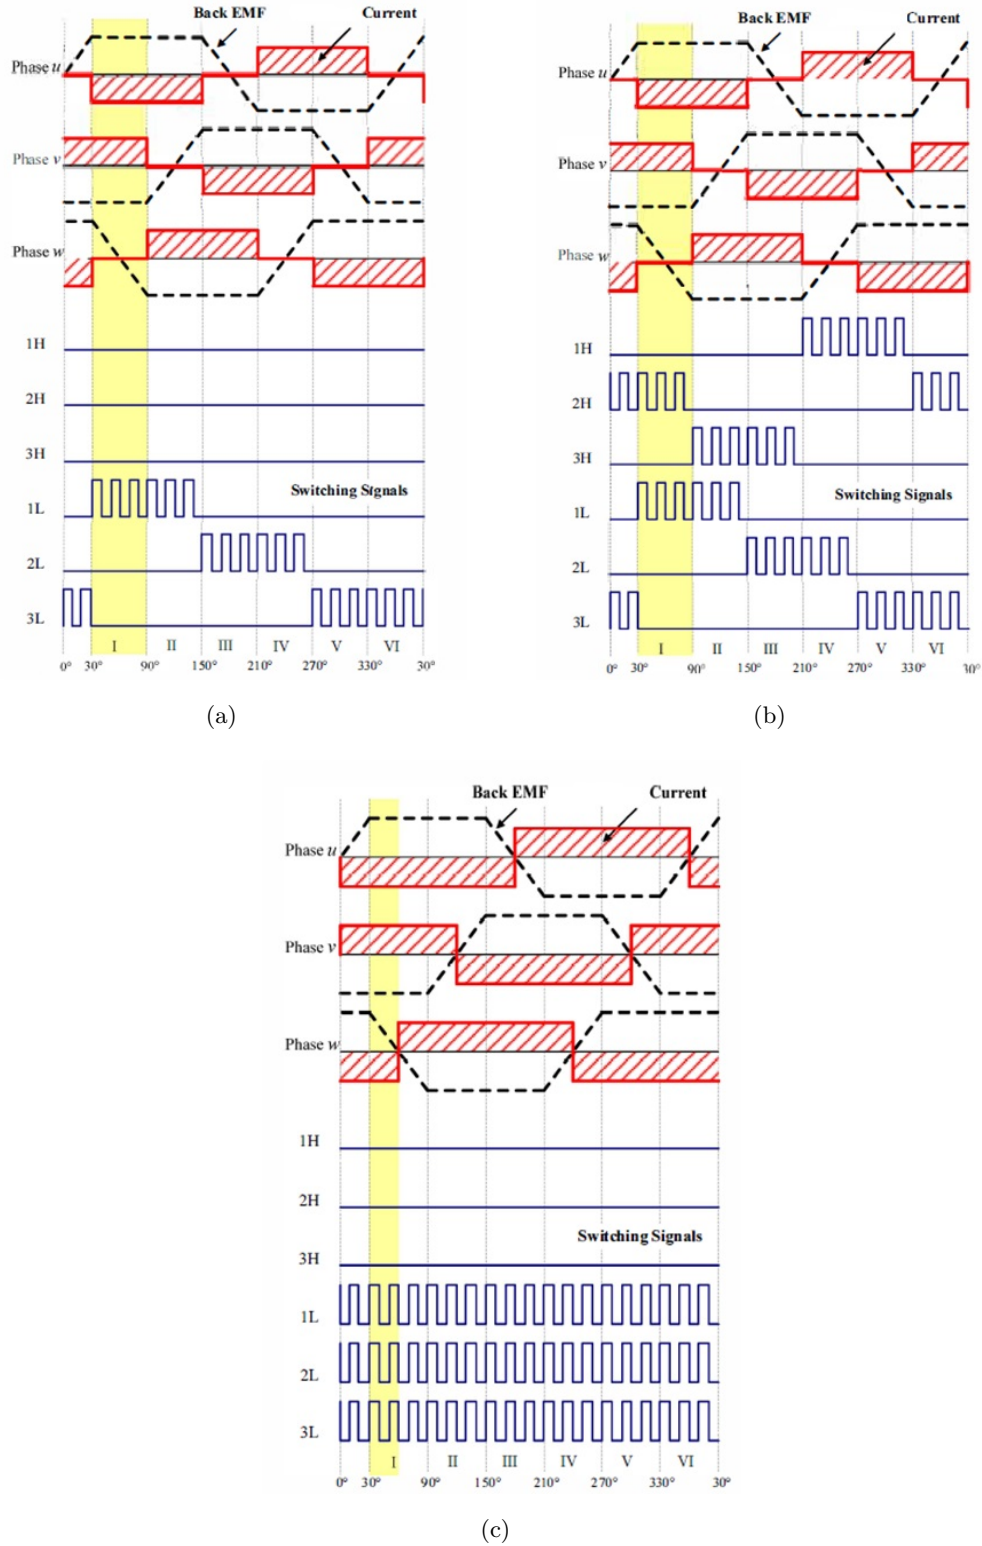 Back EMF Current
Phase u
Phase v
Phase w
1H
2H
3H
Switching Signals
1L
2L
3L
I II III IV V VI
0° 30° 90° 150° 210° 270° 330° 30°
(a)
Back EMF Current
Phase u
Phase v
Phase w
1H
2H
3H
Switching Signals
1L
2L
3L
I II III IV V VI
0° 30° 90° 150° 210° 270° 330° 30°
(b)
Back EMF Current
Phase u
Phase v
Phase w
1H
2H
Switching Signals
3H
1L
2L
3L
I II III IV V VI
0° 30° 90° 150° 210° 270° 330° 30°
(c)